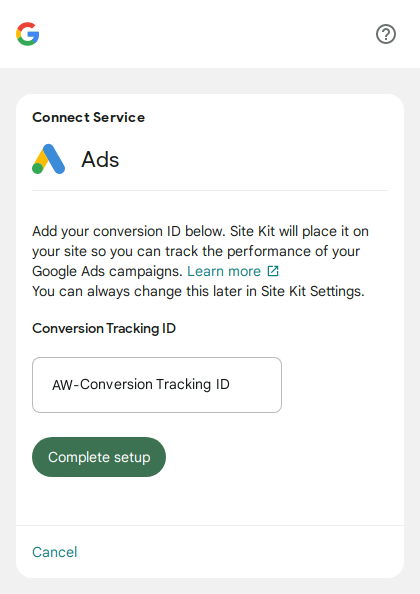 Connect Service
Ads
Add your conversion ID below. Site Kit will place it on
your site so you can track the performance of your
Google Ads campaigns. Learn more
You can always change this later in Site Kit Settings.
Conversion Tracking ID
AW-Conversion Tracking ID
Complete setup
Cancel